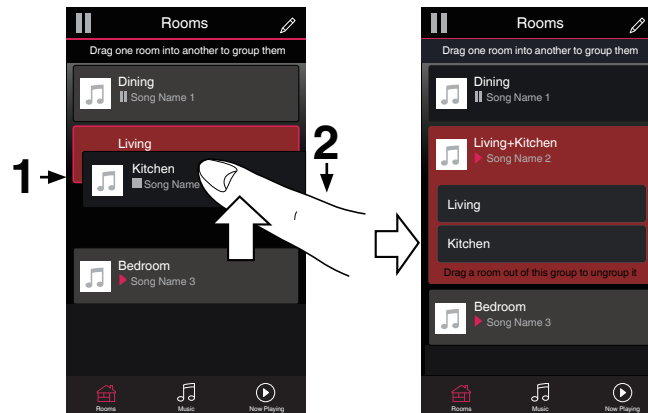 Rooms
Drag one room into another to group them
Dining
Song Name 1
Living
Kitchen
Song Name
Bedroom
Song Name 3
Rooms
Music
Now Playing
1
2
Rooms
Drag one room into another to group them
Dining
Song Name 1
Living+Kitchen
Song Name 2
Living
Kitchen
Drag a room out of this group to ungroup it
Bedroom
Song Name 3
Rooms
Music
Now Playing